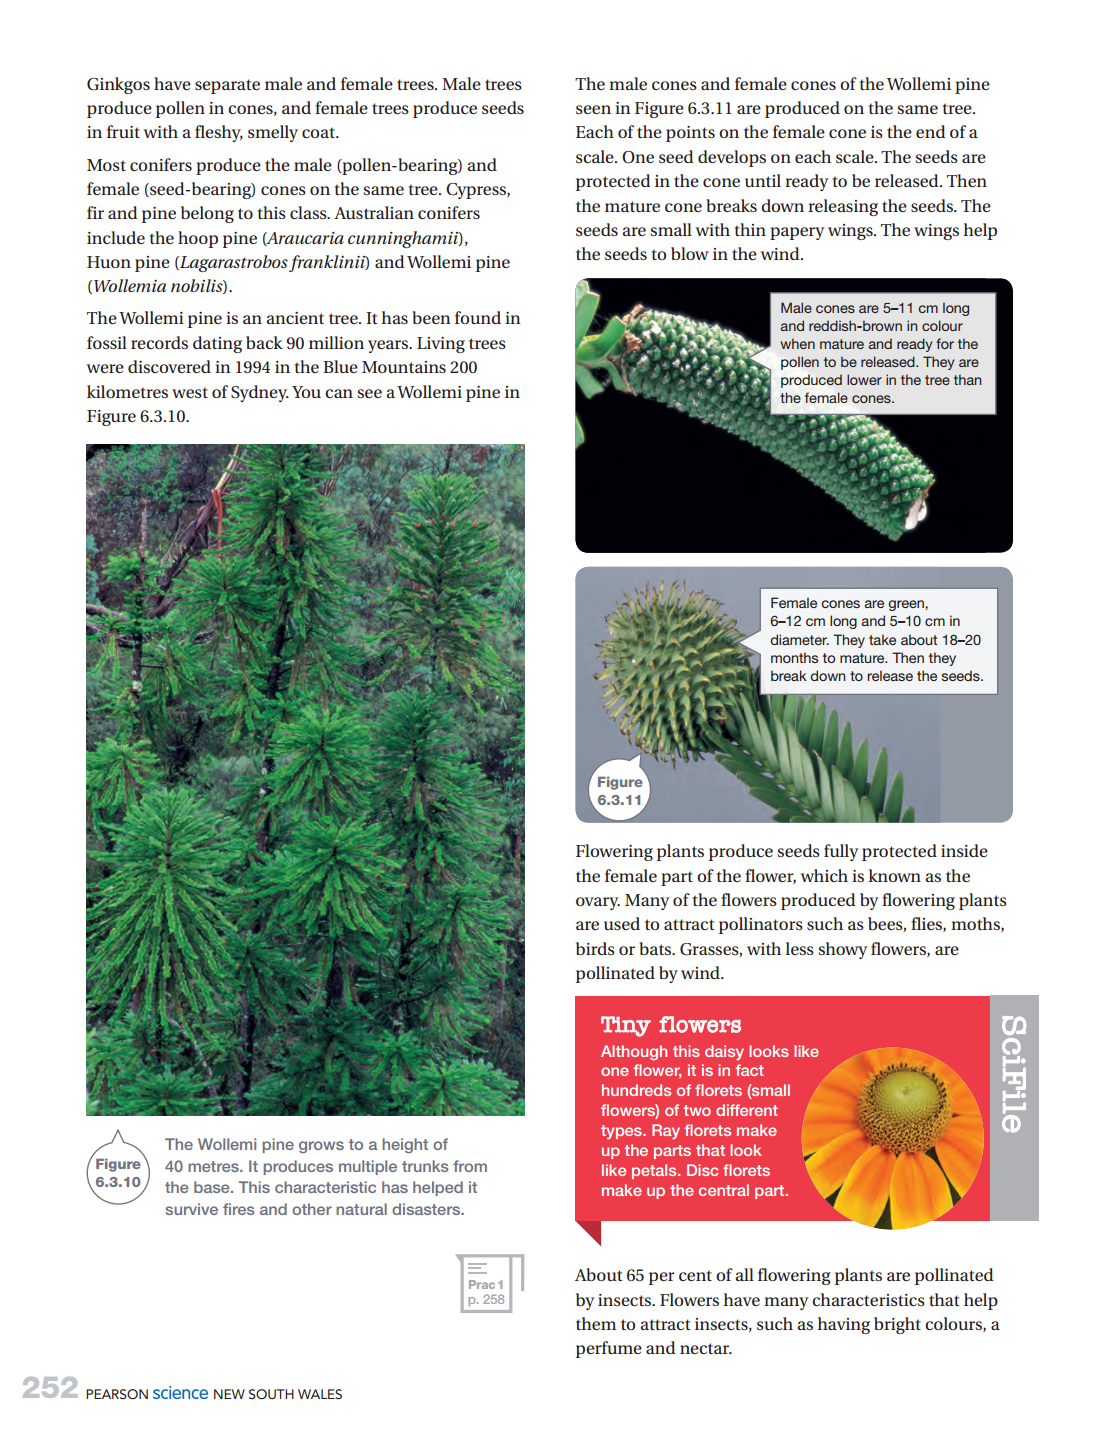 Ginkgos have separate male and female trees. Male trees
produce pollen in cones, and female trees produce seeds
in fruit with a fleshy, smelly coat.
Most conifers produce the male (pollen-bearing) and
female (seed-bearing) cones on the same tree. Cypress,
fir and pine belong to this class. Australian conifers
include the hoop pine (Araucaria cunninghamii),
Huon pine (Lagarastrobos franklinii) and Wollemi pine
(Wollemia nobilis).
The Wollemi pine is an ancient tree. It has been found in
fossil records dating back 90 million years. Living trees
were discovered in 1994 in the Blue Mountains 200
kilometres west of Sydney. You can see a Wollemi pine in
Figure 6.3.10.
Figure
6.3.10
The Wollemi pine grows to a height of
40 metres. It produces multiple trunks from
the base. This characteristic has helped it
survive fires and other natural disasters.
Prac 1
p. 258
The male cones and female cones of the Wollemi pine
seen in Figure 6.3.11 are produced on the same tree.
Each of the points on the female cone is the end of a
scale. One seed develops on each scale. The seeds are
protected in the cone until ready to be released. Then
the mature cone breaks down releasing the seeds. The
seeds are small with thin papery wings. The wings help
the seeds to blow in the wind.
Male cones are 5–11 cm long
and reddish-brown in colour
when mature and ready for the
pollen to be released. They are
produced lower in the tree than
the female cones.
Female cones are green,
6–12 cm long and 5–10 cm in
diameter. They take about 18–20
months to mature. Then they
break down to release the seeds.
Figure
6.3.11
Flowering plants produce seeds fully protected inside
the female part of the flower, which is known as the
ovary. Many of the flowers produced by flowering plants
are used to attract pollinators such as bees, flies, moths,
birds or bats. Grasses, with less showy flowers, are
pollinated by wind.
SciFile
Tiny flowers
Although this daisy looks like
one flower, it is in fact
hundreds of florets (small
flowers) of two different
types. Ray florets make
up the parts that look
like petals. Disc florets
make up the central part.
About 65 per cent of all flowering plants are pollinated
by insects. Flowers have many characteristics that help
them to attract insects, such as having bright colours, a
perfume and nectar.
252 PEARSON science NEW SOUTH WALES